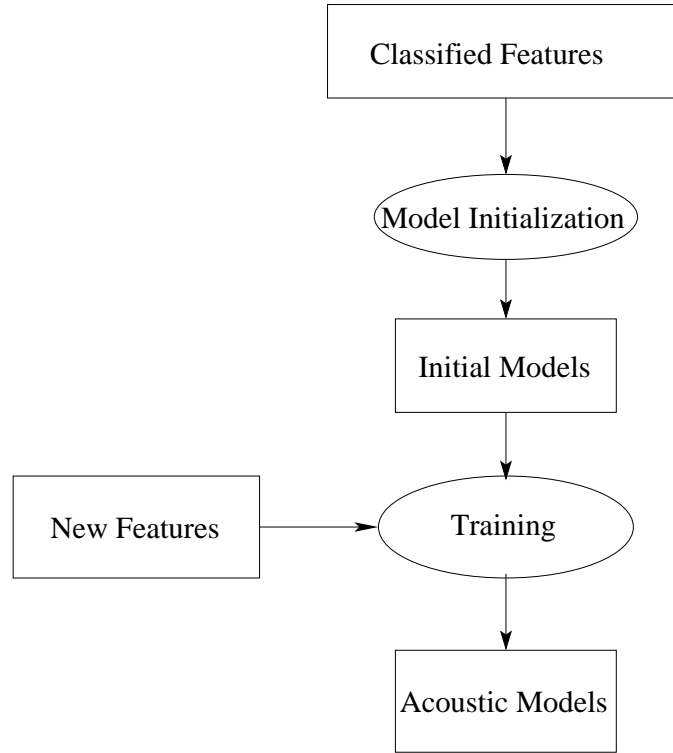 Classified Features
Model Initialization
Initial Models
New Features
Training
Acoustic Models